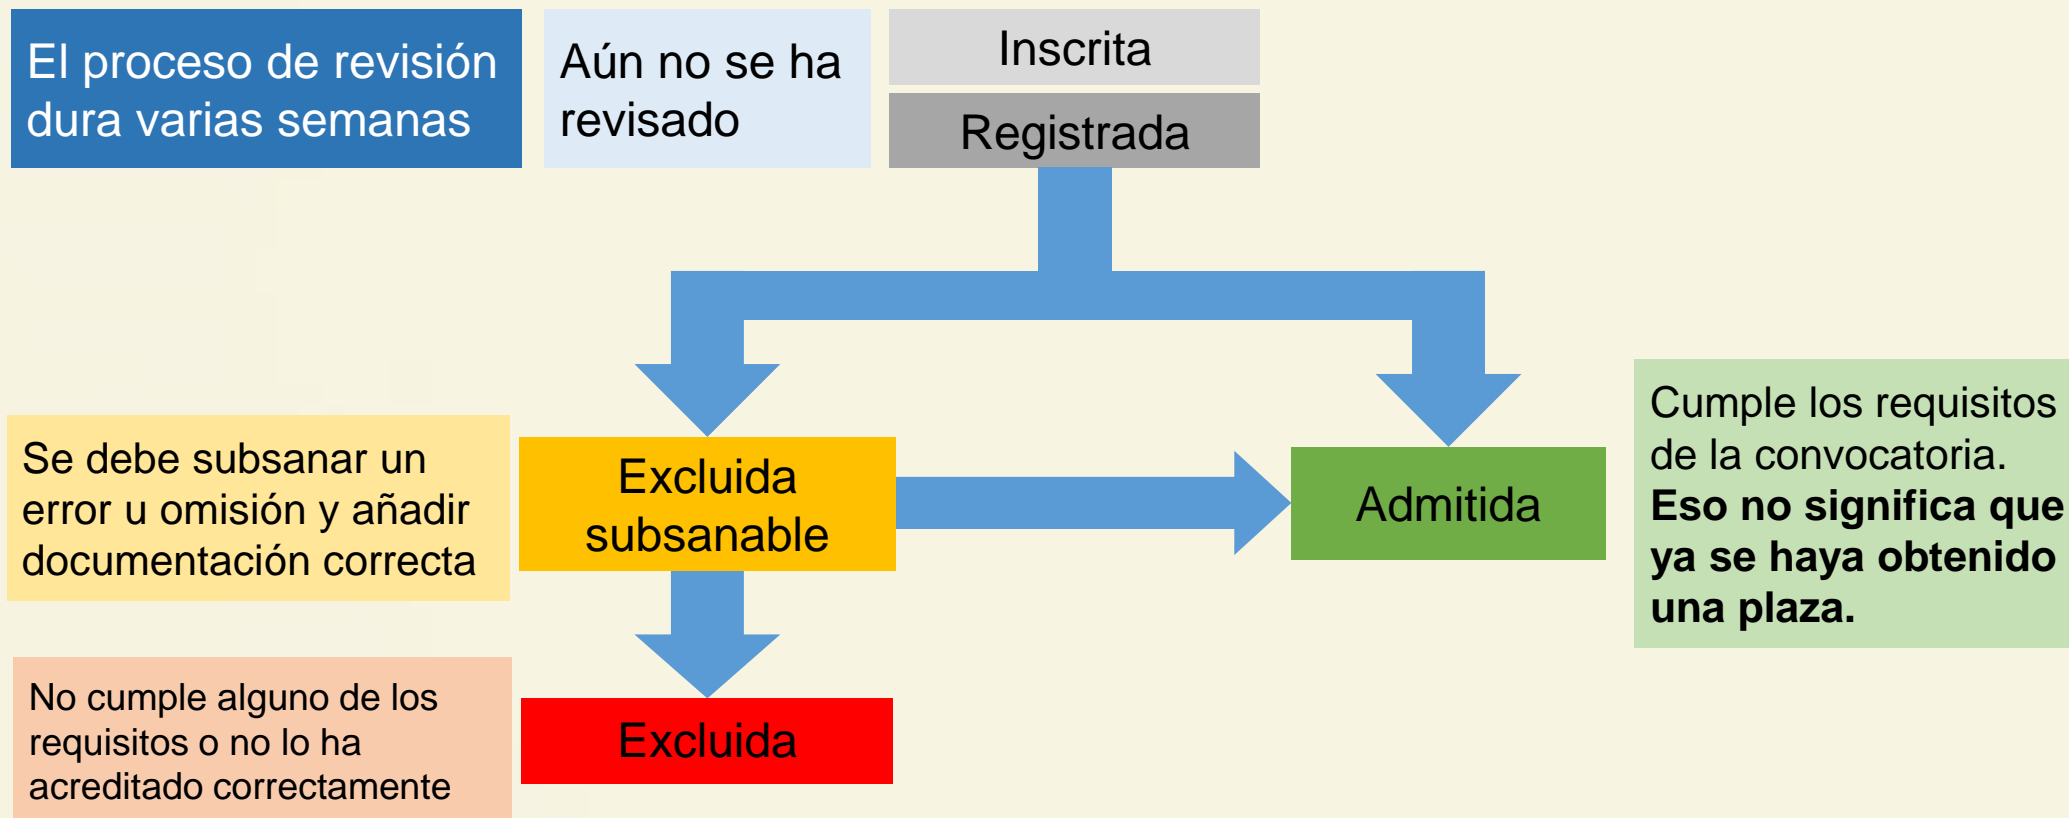 El proceso de revisión
dura varias semanas
Aún no se ha
revisado
Inscrita
Registrada
Se debe subsanar un
error u omisión y añadir
documentación correcta
Excluida
subsanable
Admitida
Cumple los requisitos
de la convocatoria.
Eso no significa que
ya se haya obtenido
una plaza.
No cumple alguno de los
requisitos o no lo ha
acreditado correctamente
Excluida